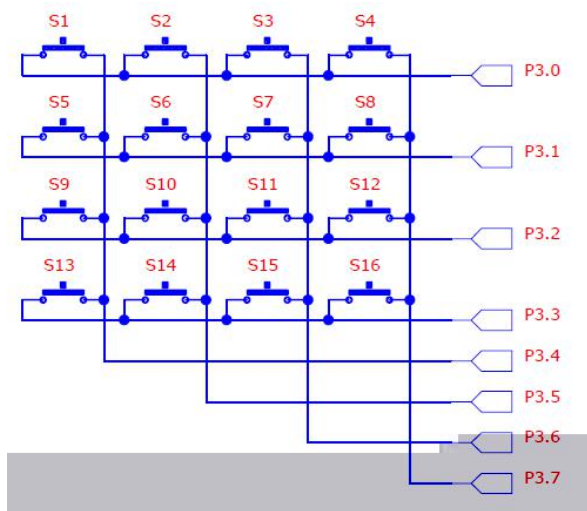 S1 S2 S3 S4
P3.0
S5 S6 S7 S8
P3.1
S9 S10 S11 S12
P3.2
S13 S14 S15 S16
P3.3
P3.4
P3.5
P3.6
P3.7